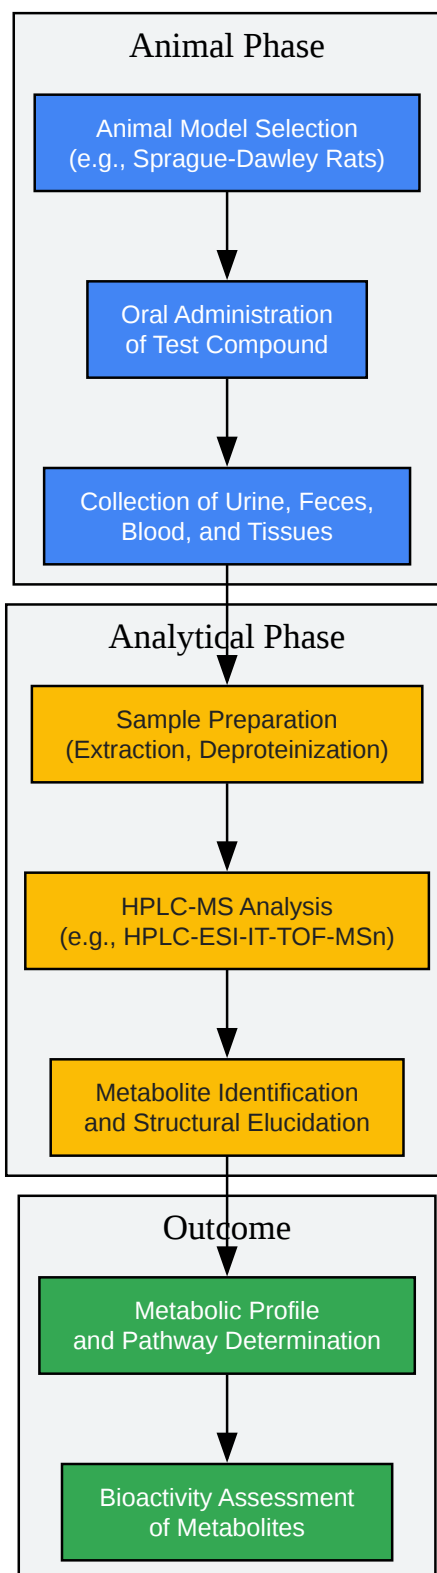 Animal Phase
Animal Model Selection
(e.g., Sprague-Dawley Rats)
Oral Administration
of Test Compound
Collection of Urine, Feces,
Blood, and Tissues
Analytical Phase
Sample Preparation
(Extraction, Deproteinization)
HPLC-MS Analysis
(e.g., HPLC-ESI-IT-TOF-MSn)
Metabolite Identification
and Structural Elucidation
Outcome
Metabolic Profile
and Pathway Determination
Bioactivity Assessment
of Metabolites